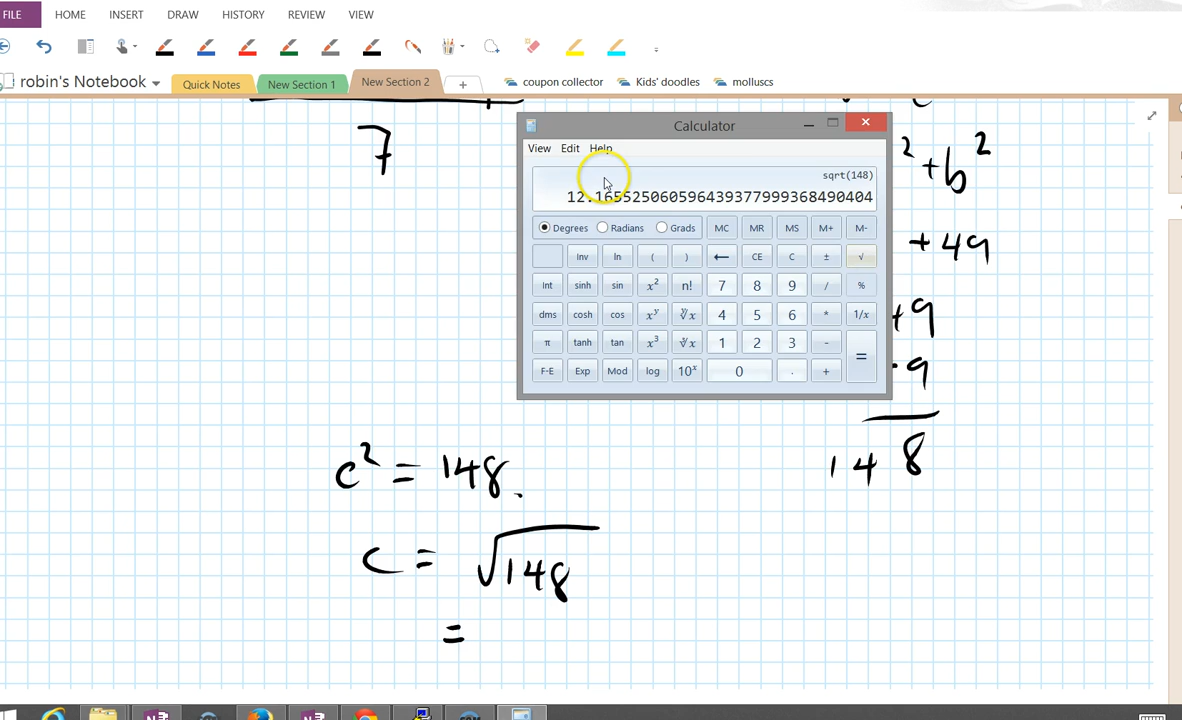 FILE HOME INSERT DRAW HISTORY REVIEW VIEW
robin's Notebook Quick Notes New Section 1 New Section 2 + coupon collector Kids' doodles molluscs
7
Calculator
View Edit Help
sqrt(148)
12.165525060596439377999368490404
Degrees Radians Grads MC MR MS M+ M-
Inv ln ( ) ← CE C ± √
Int sinh sin x² n! 7 8 9 / %
dms cosh cos xʸ ʸ√x 4 5 6 * 1/x
π tanh tan x³ ³√x 1 2 3 - =
F-E Exp Mod log 10ˣ 0 . +
² + b²
+ 49
+ 9
9
148
c² = 148.
c = √148
=